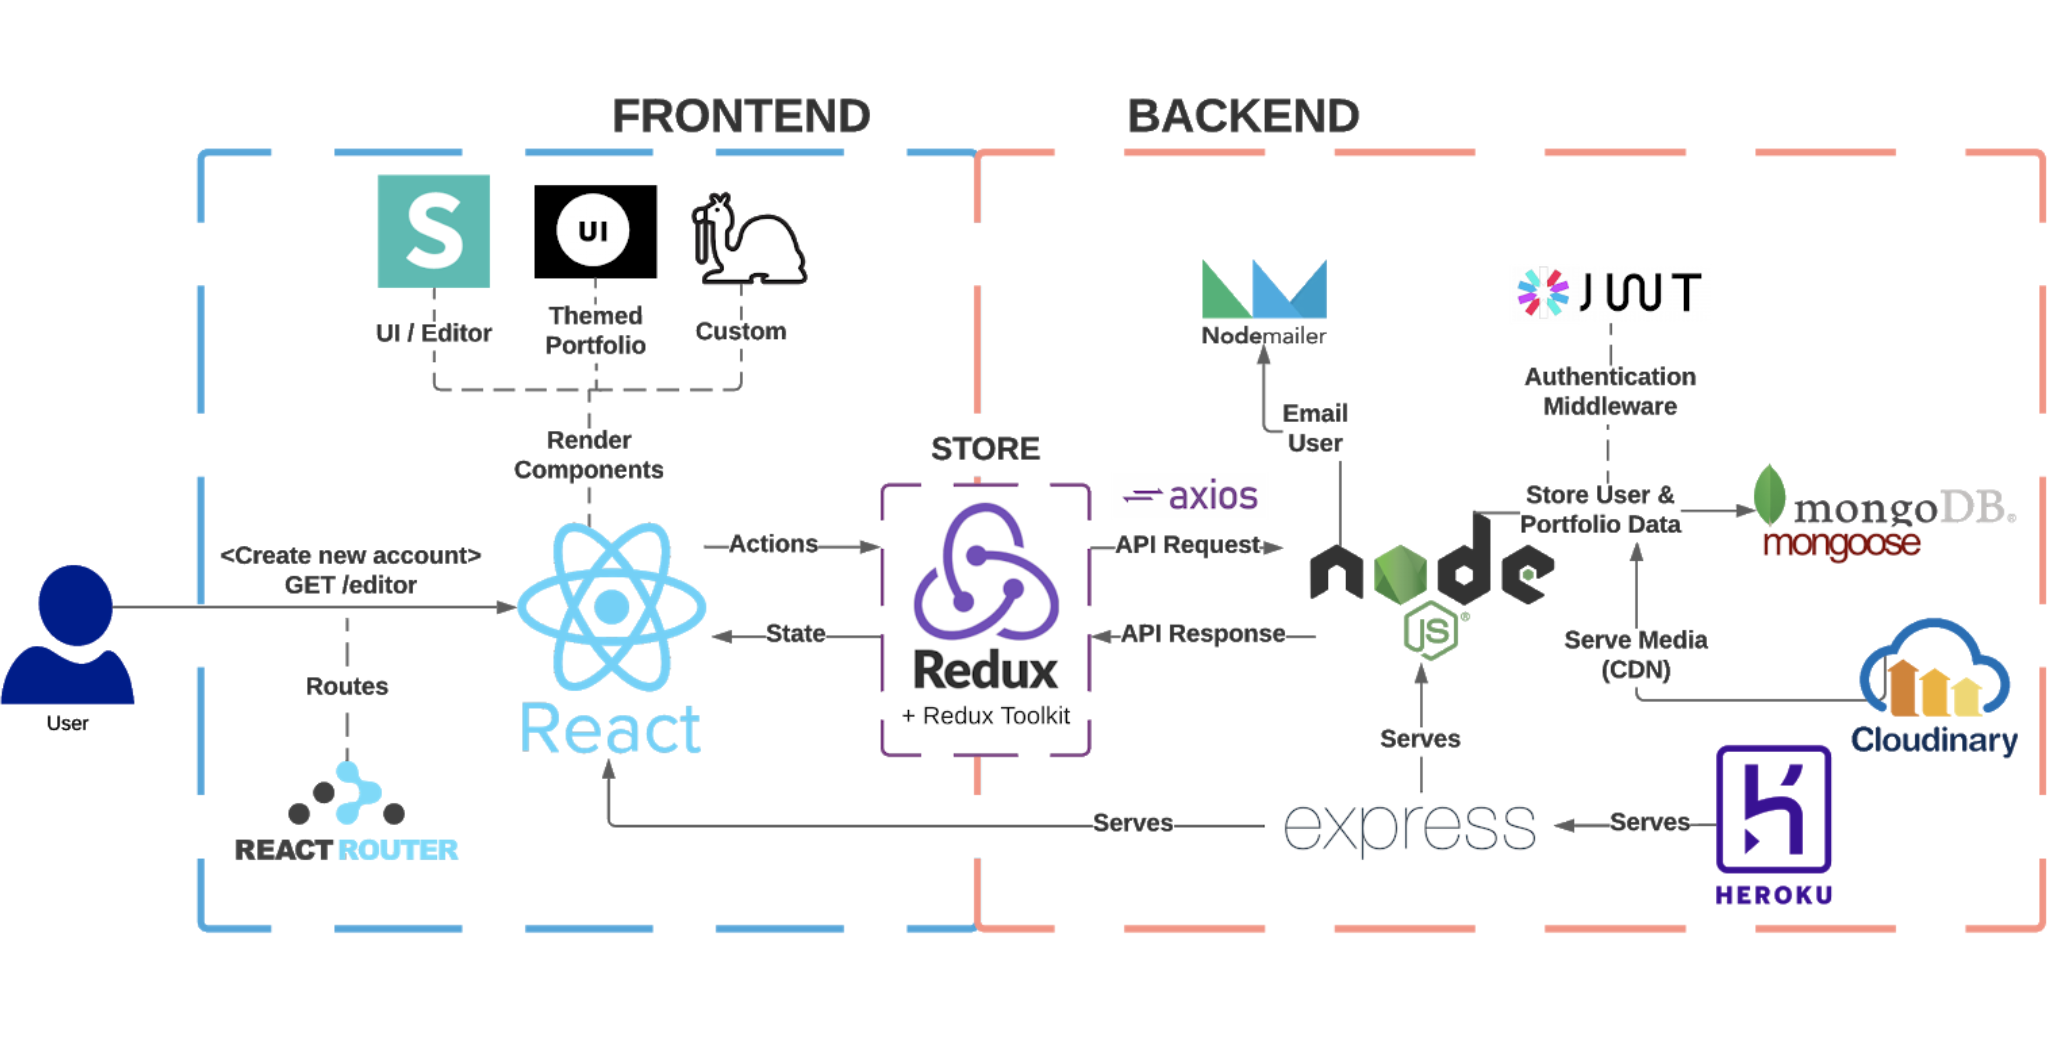 FRONTEND
BACKEND
S
UI
UI / Editor
Themed
Portfolio
Custom
Render
Components
<Create new account>
GET /editor
User
Routes
REACT ROUTER
React
Actions
State
STORE
Redux
+ Redux Toolkit
axios
API Request
API Response
Nodemailer
Email
User
JWT
Authentication
Middleware
Store User &
Portfolio Data
mongoDB®
mongoose
node
JS®
Serve Media
(CDN)
Cloudinary
Serves
Serves
express
Serves
HEROKU